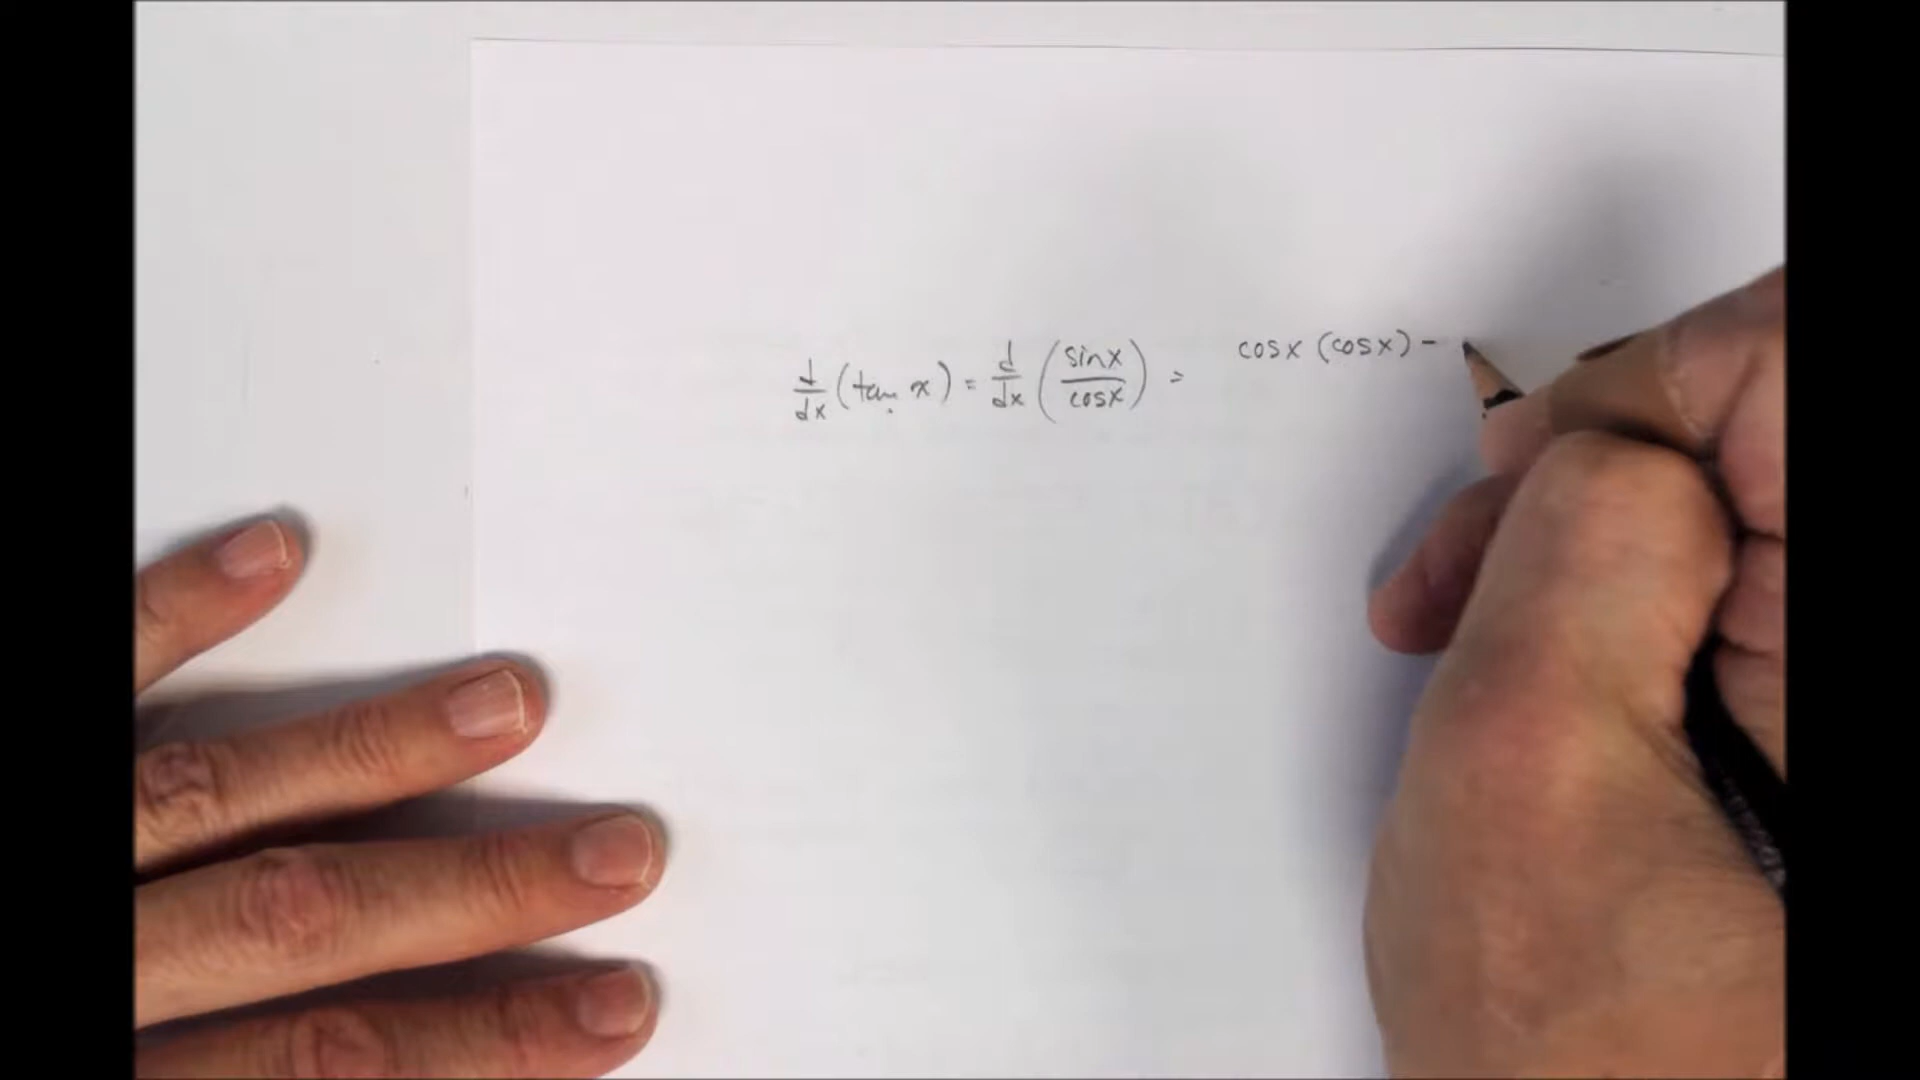 d/dx (tan x) = d/dx (sinx/cosx) = cosx (cosx) -